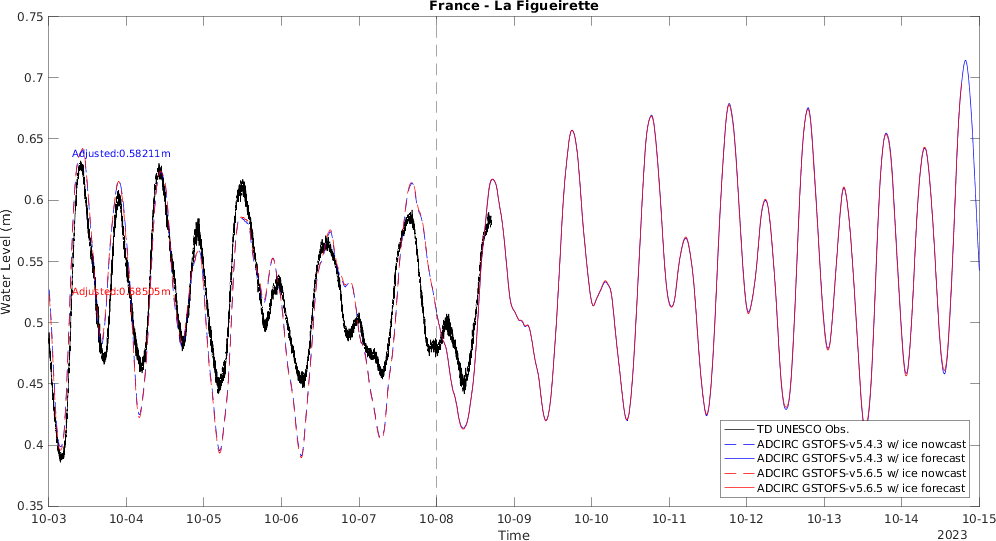 France - La Figueirette
Water Level (m)
0.75
0.7
0.65
0.6
0.55
0.5
0.45
0.4
0.35
Adjusted:0.58211m
Adjusted:0.58505m
TD UNESCO Obs.
ADCIRC GSTOFS-v5.4.3 w/ ice nowcast
ADCIRC GSTOFS-v5.4.3 w/ ice forecast
ADCIRC GSTOFS-v5.6.5 w/ ice nowcast
ADCIRC GSTOFS-v5.6.5 w/ ice forecast
10-03 10-04 10-05 10-06 10-07 10-08 10-09 10-10 10-11 10-12 10-13 10-14 10-15
Time
2023